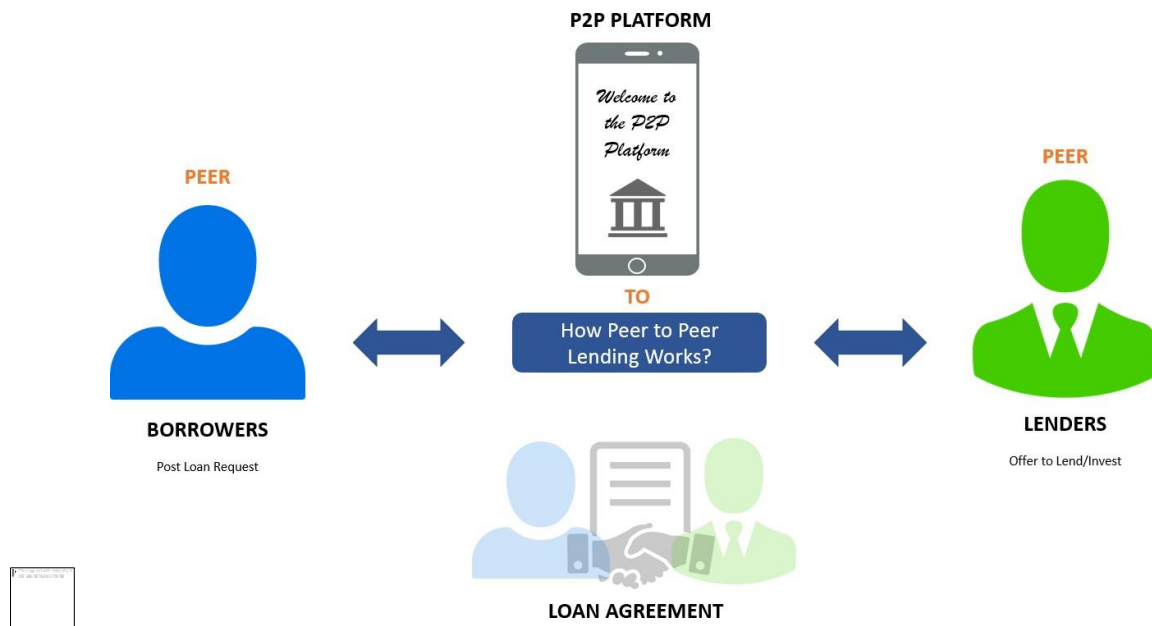 P2P PLATFORM
Welcome to
the P2P
Platform
PEER
PEER
TO
How Peer to Peer
Lending Works?
BORROWERS
Post Loan Request
LENDERS
Offer to Lend/Invest
LOAN AGREEMENT